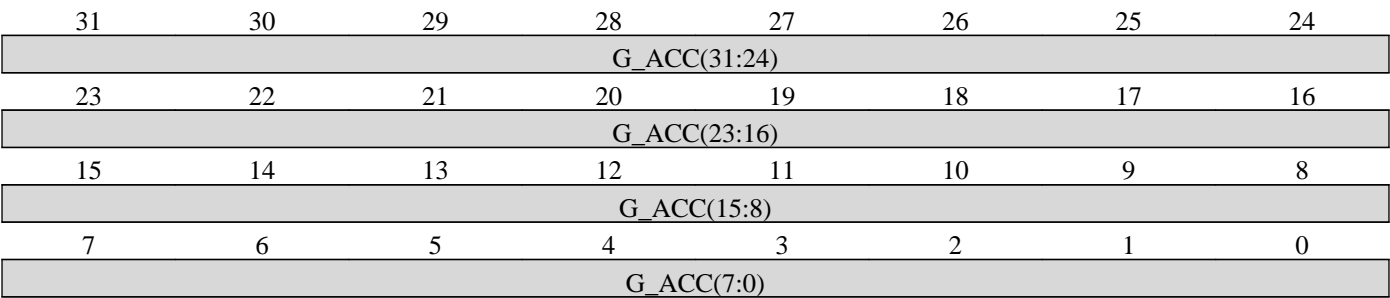 31 30 29 28 27 26 25 24
G_ACC(31:24)
23 22 21 20 19 18 17 16
G_ACC(23:16)
15 14 13 12 11 10 9 8
G_ACC(15:8)
7 6 5 4 3 2 1 0
G_ACC(7:0)